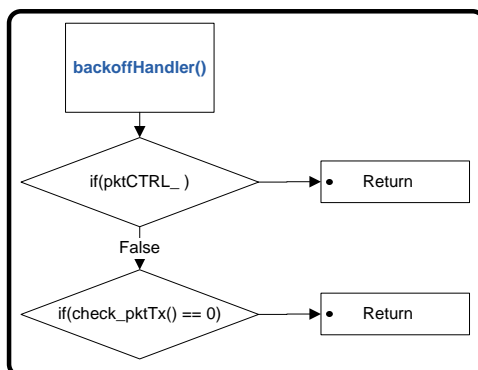 backoffHandler()
if(pktCTRL_ )
Return
False
if(check_pktTx() == 0)
Return